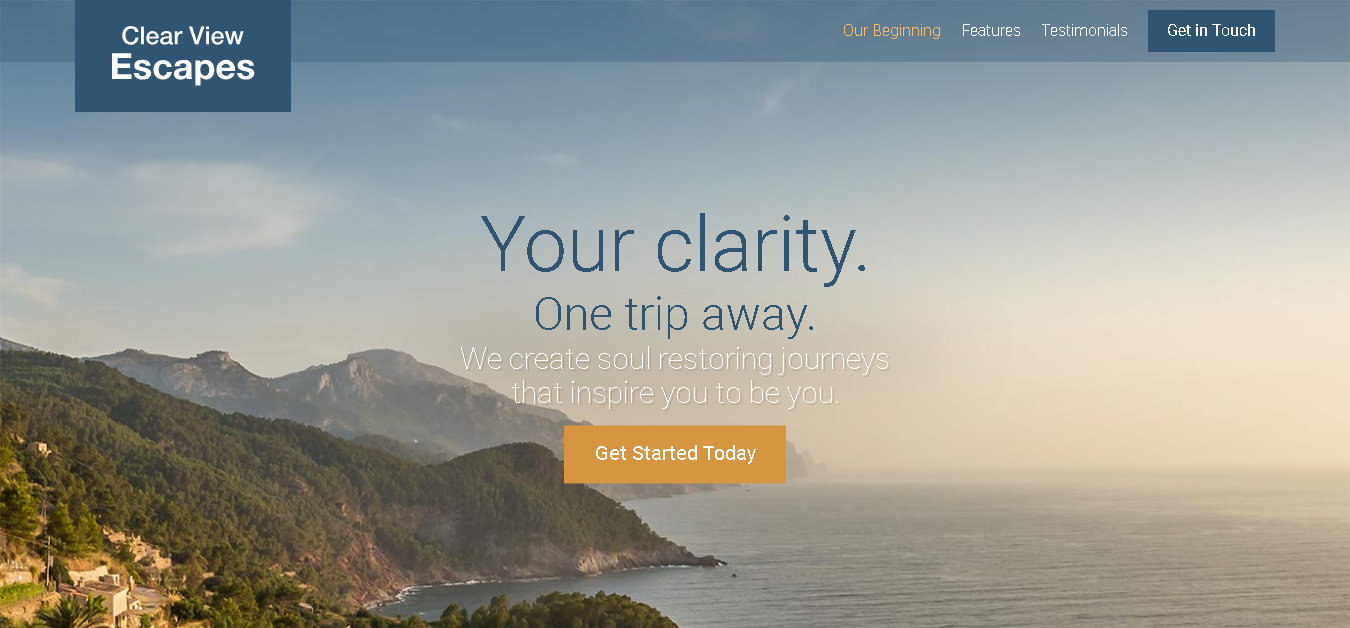 Clear View
Escapes
Our Beginning
Features
Testimonials
Get in Touch
Your clarity.
One trip away.
We create soul restoring journeys
that inspire you to be you.
Get Started Today